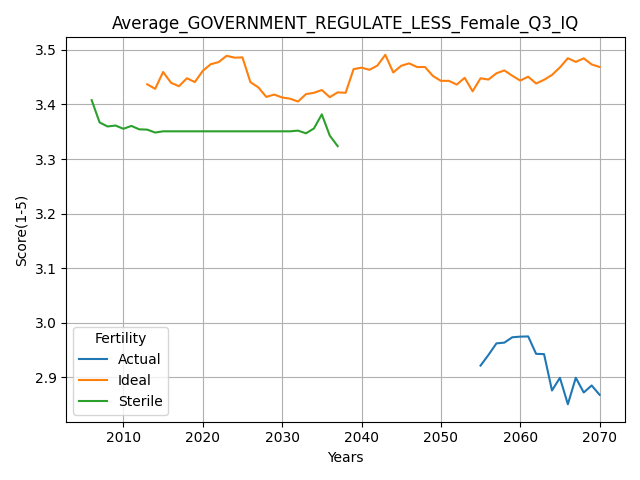 Average_GOVERNMENT_REGULATE_LESS_Female_Q3_IQ
Score(1-5)
3.5
3.4
3.3
3.2
3.1
3.0
2.9
Fertility
Actual
Ideal
Sterile
2010 2020 2030 2040 2050 2060 2070
Years